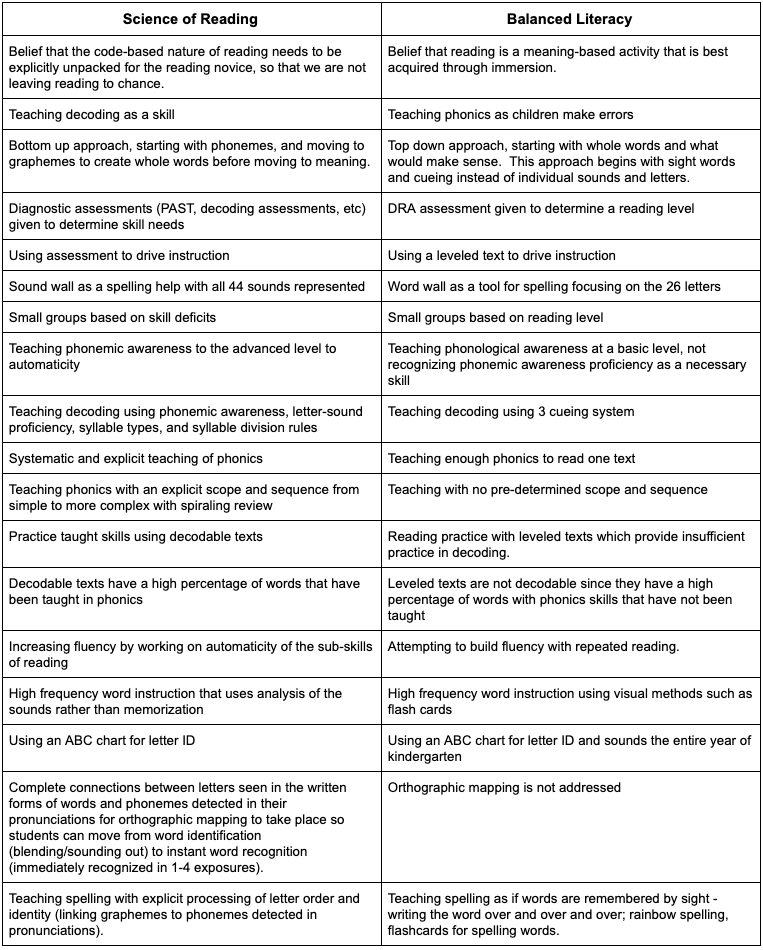 Science of Reading
Balanced Literacy
Belief that the code-based nature of reading needs to be
explicitly unpacked for the reading novice, so that we are not
leaving reading to chance.
Belief that reading is a meaning-based activity that is best
acquired through immersion.
Teaching decoding as a skill
Teaching phonics as children make errors
Bottom up approach, starting with phonemes, and moving to
graphemes to create whole words before moving to meaning.
Top down approach, starting with whole words and what
would make sense.  This approach begins with sight words
and cueing instead of individual sounds and letters.
Diagnostic assessments (PAST, decoding assessments, etc)
given to determine skill needs
DRA assessment given to determine a reading level
Using assessment to drive instruction
Using a leveled text to drive instruction
Sound wall as a spelling help with all 44 sounds represented
Word wall as a tool for spelling focusing on the 26 letters
Small groups based on skill deficits
Small groups based on reading level
Teaching phonemic awareness to the advanced level to
automaticity
Teaching phonological awareness at a basic level, not
recognizing phonemic awareness proficiency as a necessary
skill
Teaching decoding using phonemic awareness, letter-sound
proficiency, syllable types, and syllable division rules
Teaching decoding using 3 cueing system
Systematic and explicit teaching of phonics
Teaching enough phonics to read one text
Teaching phonics with an explicit scope and sequence from
simple to more complex with spiraling review
Teaching with no pre-determined scope and sequence
Practice taught skills using decodable texts
Reading practice with leveled texts which provide insufficient
practice in decoding.
Decodable texts have a high percentage of words that have
been taught in phonics
Leveled texts are not decodable since they have a high
percentage of words with phonics skills that have not been
taught
Increasing fluency by working on automaticity of the sub-skills
of reading
Attempting to build fluency with repeated reading.
High frequency word instruction that uses analysis of the
sounds rather than memorization
High frequency word instruction using visual methods such as
flash cards
Using an ABC chart for letter ID
Using an ABC chart for letter ID and sounds the entire year of
kindergarten
Complete connections between letters seen in the written
forms of words and phonemes detected in their
pronunciations for orthographic mapping to take place so
students can move from word identification
(blending/sounding out) to instant word recognition
(immediately recognized in 1-4 exposures).
Orthographic mapping is not addressed
Teaching spelling with explicit processing of letter order and
identity (linking graphemes to phonemes detected in
pronunciations).
Teaching spelling as if words are remembered by sight -
writing the word over and over and over; rainbow spelling,
flashcards for spelling words.